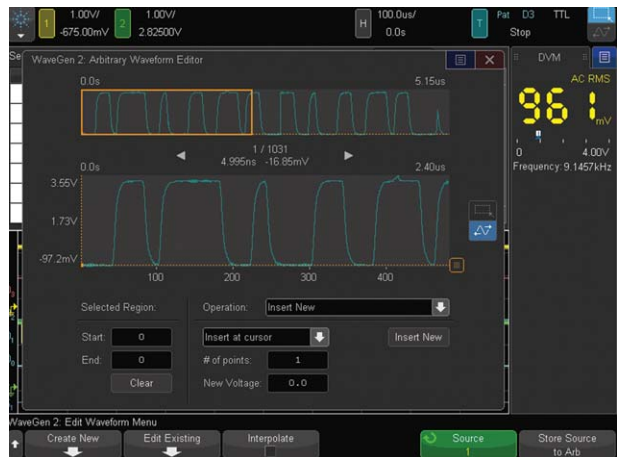 1 1.00V/ 2 1.00V/ H 100.0us/ T Pat D3 TTL
-675.00mV 2.82500V 0.0s Stop
WaveGen 2: Arbitrary Waveform Editor
DVM
0.0s 5.15us
AC RMS
961 mV
1 / 1031
4.995ns -16.85mV
0 4.00V
Frequency: 9.1457kHz
0.0s 2.40us
3.55V
1.73V
-97.2mV
100 200 300 400
Selected Region: Operation: Insert New
Start: 0 Insert at cursor Insert New
End: 0 # of points: 1
Clear New Voltage: 0.0
WaveGen 2: Edit Waveform Menu
Create New Edit Existing Interpolate Source Store Source
1 to Arb